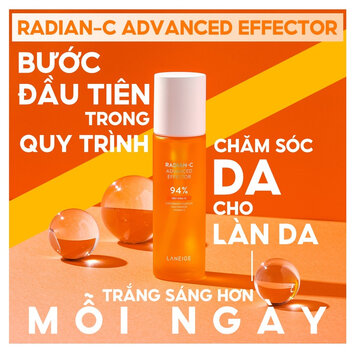 RADIAN-C ADVANCED EFFECTOR
BƯỚC
ĐẦU TIÊN
TRONG
QUY TRÌNH
CHĂM SÓC
DA
CHO
LÀN DA
TRẮNG SÁNG HƠN
MỖI NGÀY
RADIAN-C
ADVANCED
EFFECTOR
94%
LANEIGE